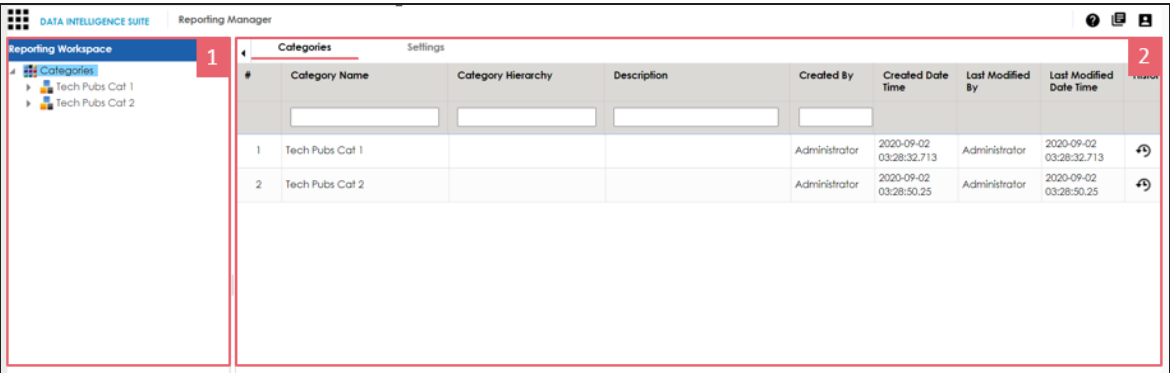 DATA INTELLIGENCE SUITE Reporting Manager
Reporting Workspace 1
Categories
Tech Pubs Cat 1
Tech Pubs Cat 2
Categories Settings 2
# Category Name Category Hierarchy Description Created By Created Date Time Last Modified By Last Modified Date Time
1 Tech Pubs Cat 1 Administrator 2020-09-02 03:28:32.713 Administrator 2020-09-02 03:28:32.713
2 Tech Pubs Cat 2 Administrator 2020-09-02 03:28:50.25 Administrator 2020-09-02 03:28:50.25